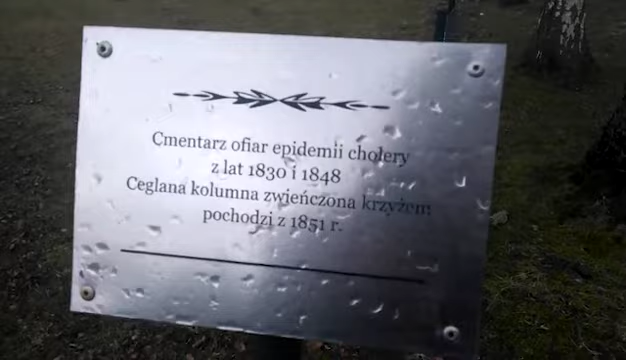 Cmentarz ofiar epidemii cholery
z lat 1830 i 1848
Ceglana kolumna zwieńczona krzyżem
pochodzi z 1851 r.